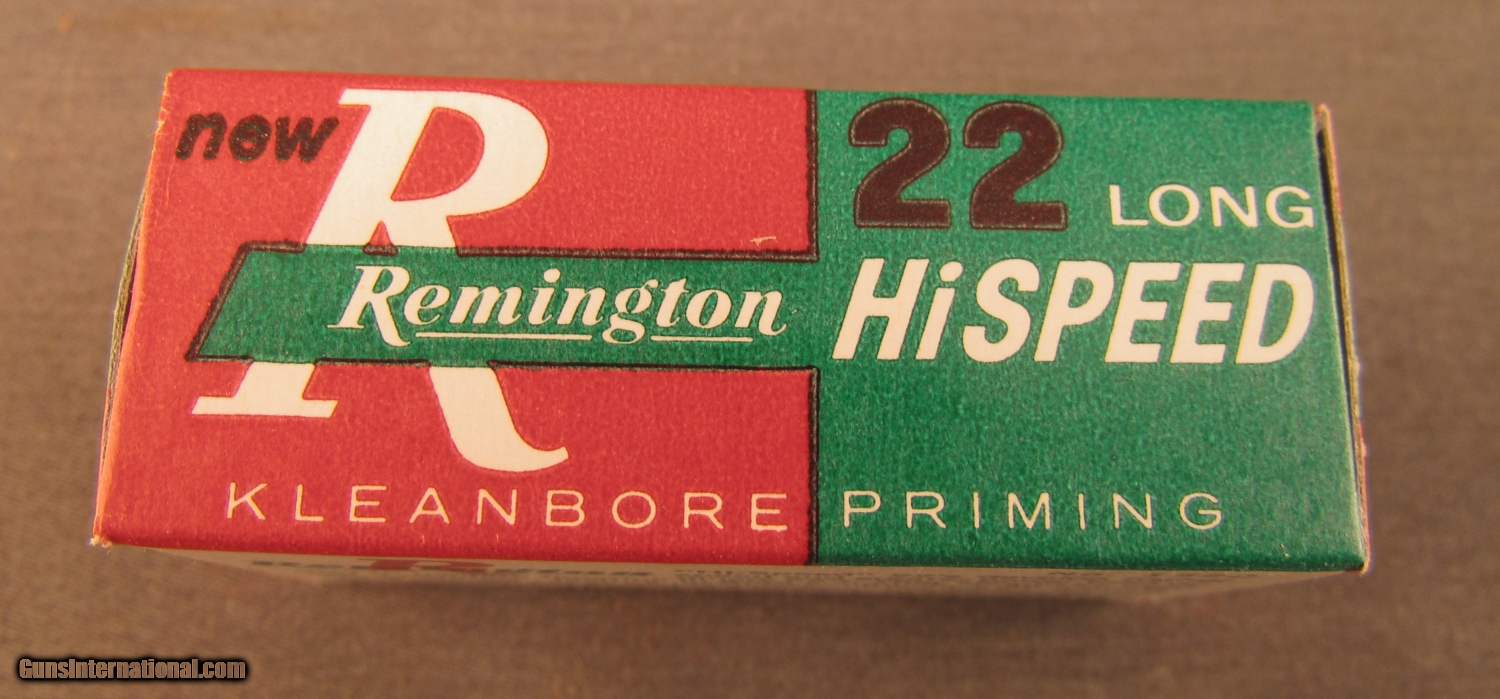 new R
22 LONG
Remington HiSPEED
KLEANBORE PRIMING
GunsInternational.com